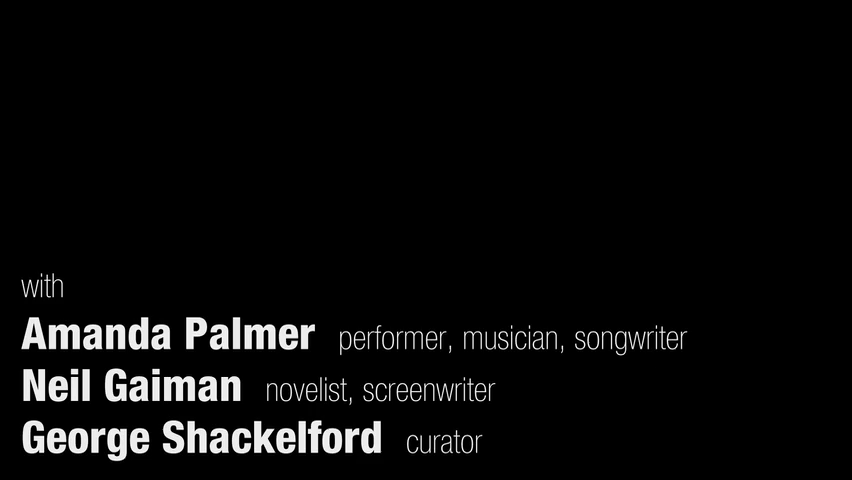 with
Amanda Palmer performer, musician, songwriter
Neil Gaiman novelist, screenwriter
George Shackelford curator